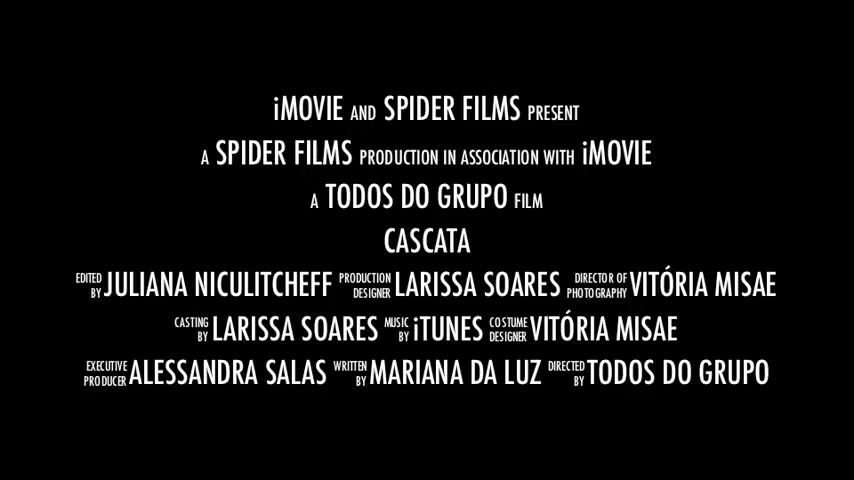 iMOVIE AND SPIDER FILMS PRESENT
A SPIDER FILMS PRODUCTION IN ASSOCIATION WITH iMOVIE
A TODOS DO GRUPO FILM
CASCATA
EDITED BY JULIANA NICULITCHEFF PRODUCTION DESIGNER LARISSA SOARES DIRECTOR OF PHOTOGRAPHY VITÓRIA MISAE
CASTING BY LARISSA SOARES MUSIC BY iTUNES COSTUME DESIGNER VITÓRIA MISAE
EXECUTIVE PRODUCER ALESSANDRA SALAS WRITTEN BY MARIANA DA LUZ DIRECTED BY TODOS DO GRUPO